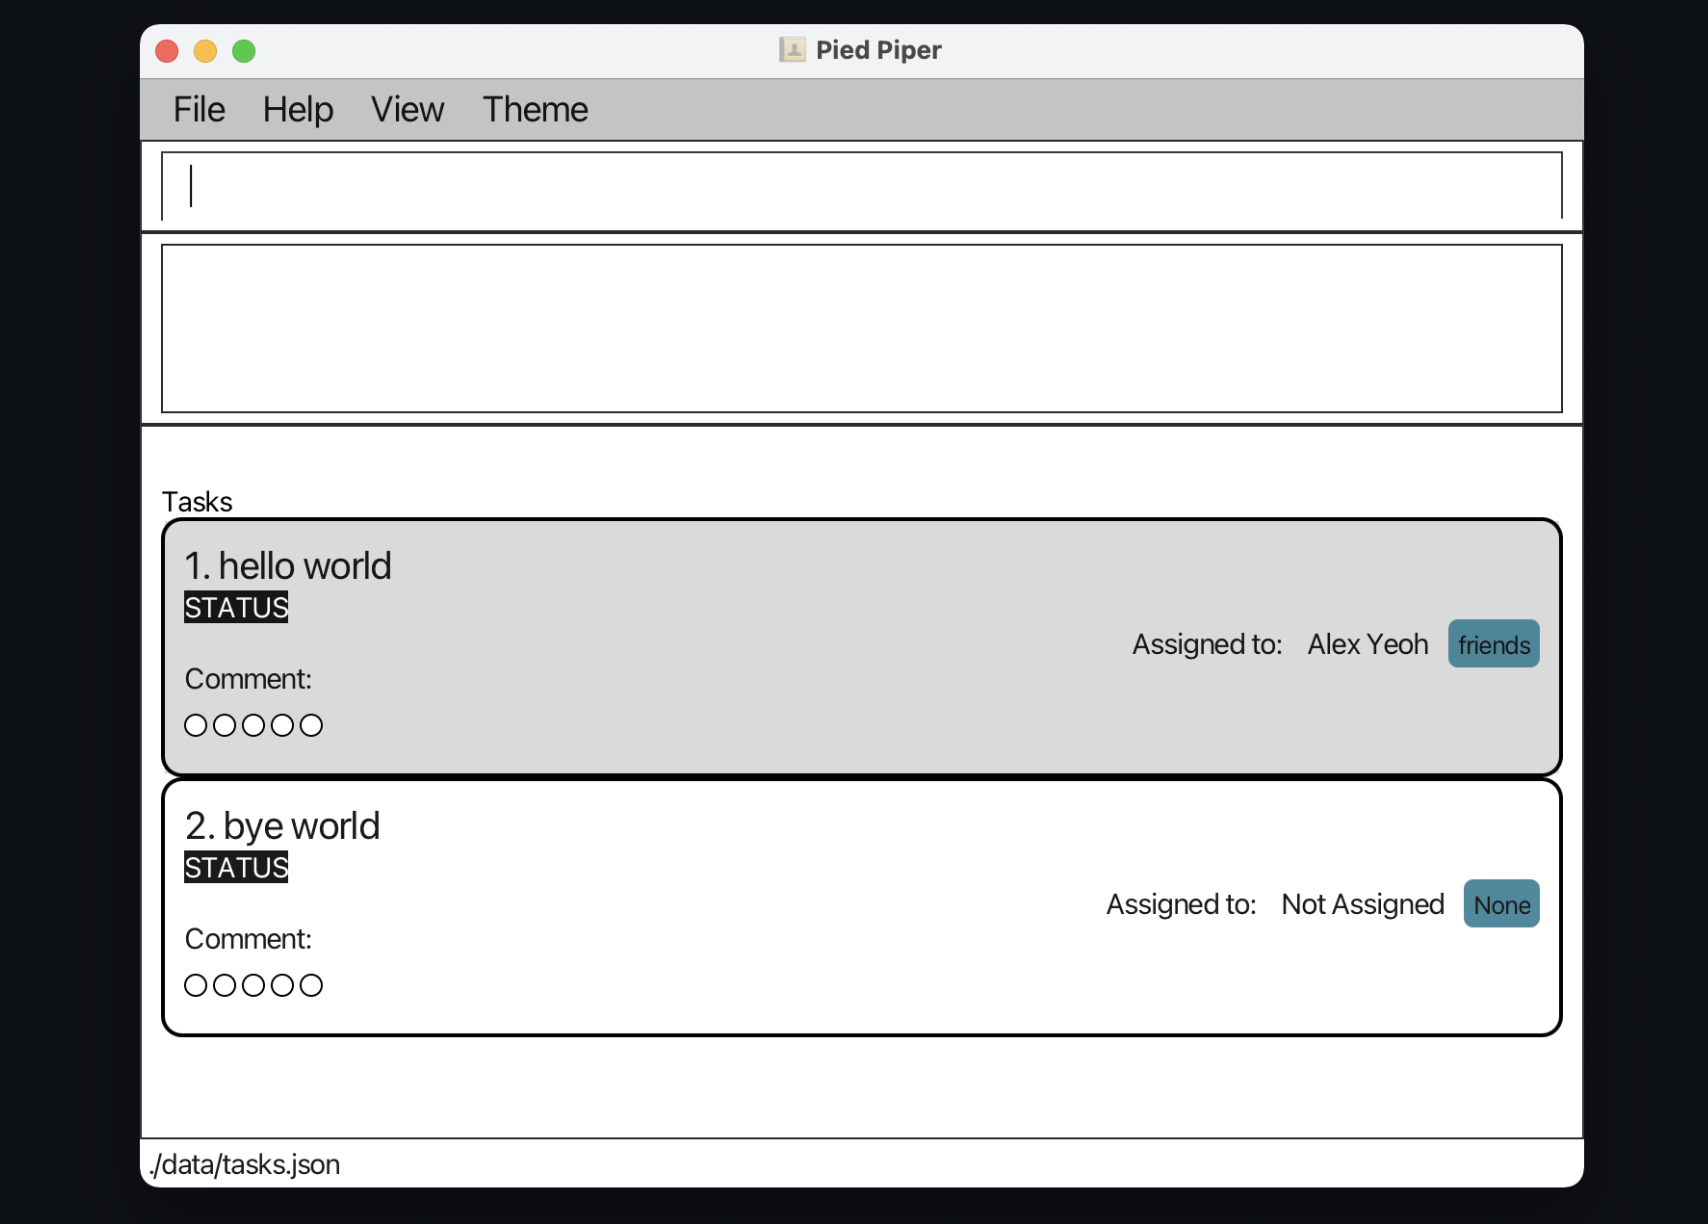 Pied Piper
File Help View Theme
Tasks
1. hello world
STATUS
Assigned to: Alex Yeoh friends
Comment:
2. bye world
STATUS
Assigned to: Not Assigned None
Comment:
./data/tasks.json